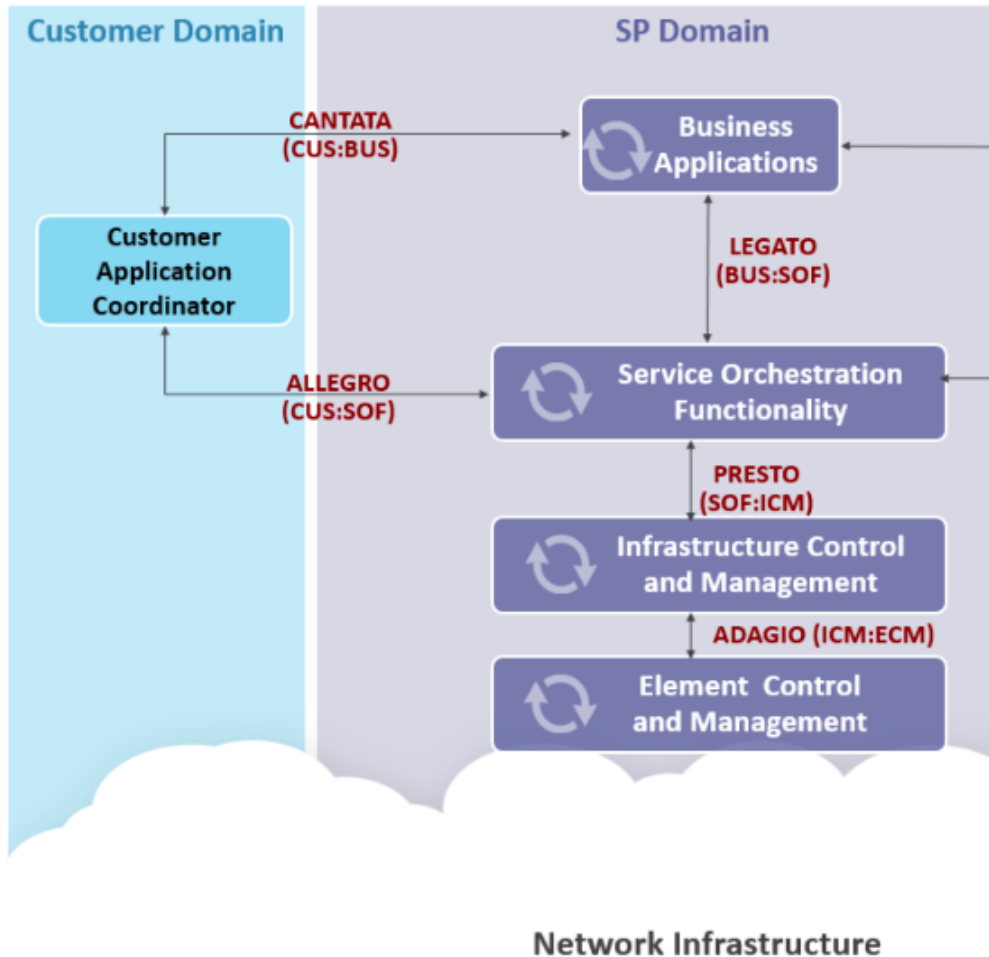 Customer Domain
SP Domain
CANTATA
(CUS:BUS)
Business
Applications
Customer
Application
Coordinator
LEGATO
(BUS:SOF)
ALLEGRO
(CUS:SOF)
Service Orchestration
Functionality
PRESTO
(SOF:ICM)
Infrastructure Control
and Management
ADAGIO (ICM:ECM)
Element Control
and Management
Network Infrastructure